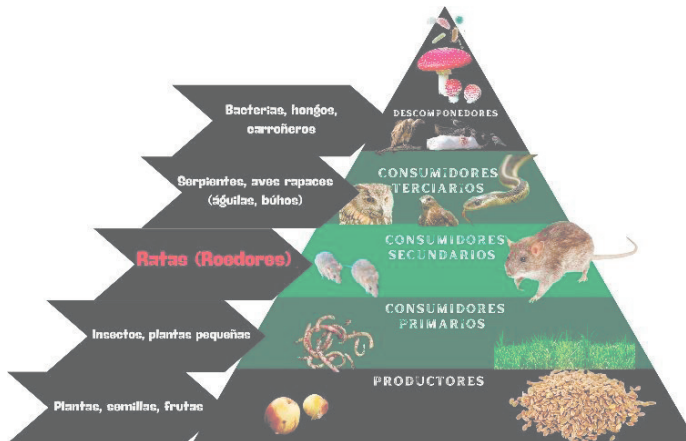 Bacterias, hongos,
carroñeros
DESCOMPONEDORES
Serpientes, aves rapaces
(águilas, búhos)
CONSUMIDORES
TERCIARIOS
Ratas (Roedores)
CONSUMIDORES
SECUNDARIOS
Insectos, plantas pequeñas
CONSUMIDORES
PRIMARIOS
Plantas, semillas, frutas
PRODUCTORES